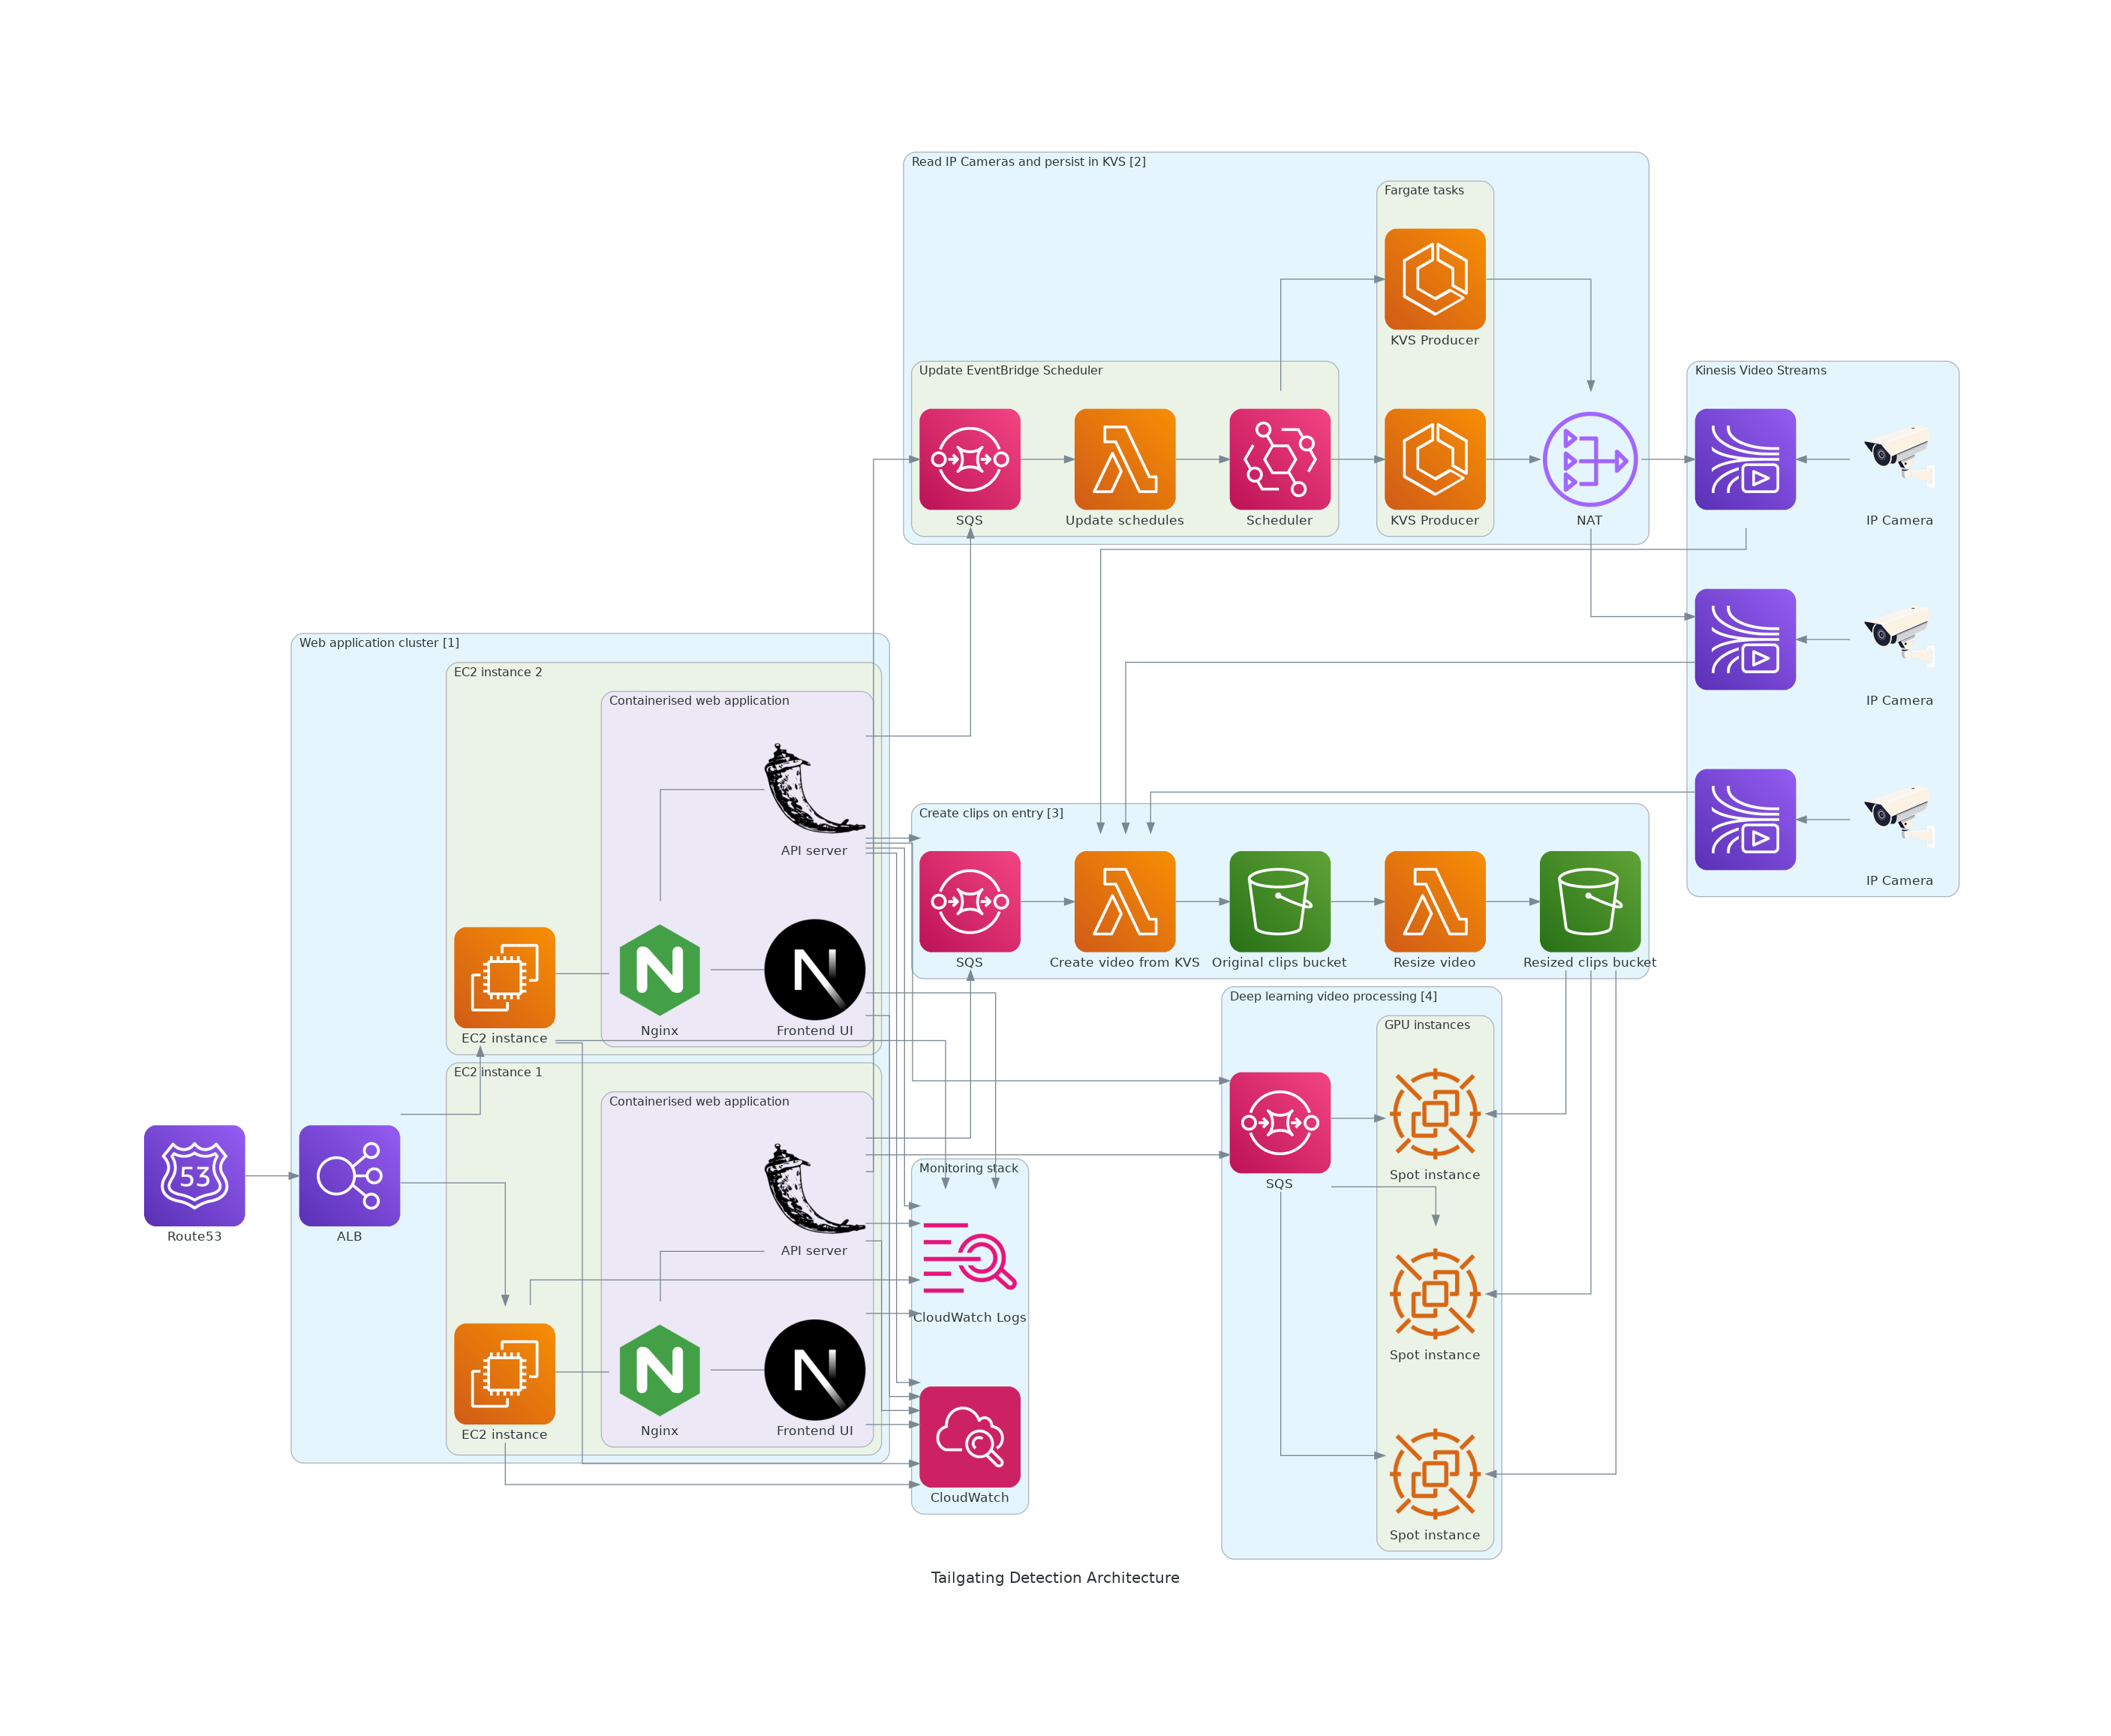 Read IP Cameras and persist in KVS [2]
Fargate tasks
KVS Producer
Update EventBridge Scheduler
SQS
Update schedules
Scheduler
KVS Producer
NAT
Kinesis Video Streams
IP Camera
IP Camera
IP Camera
Web application cluster [1]
EC2 instance 2
Containerised web application
API server
EC2 instance
Nginx
Frontend UI
Create clips on entry [3]
SQS
Create video from KVS
Original clips bucket
Resize video
Resized clips bucket
Deep learning video processing [4]
GPU instances
Spot instance
SQS
Spot instance
Spot instance
EC2 instance 1
Containerised web application
API server
53
Route53
ALB
EC2 instance
Nginx
Frontend UI
Monitoring stack
CloudWatch Logs
CloudWatch
Tailgating Detection Architecture